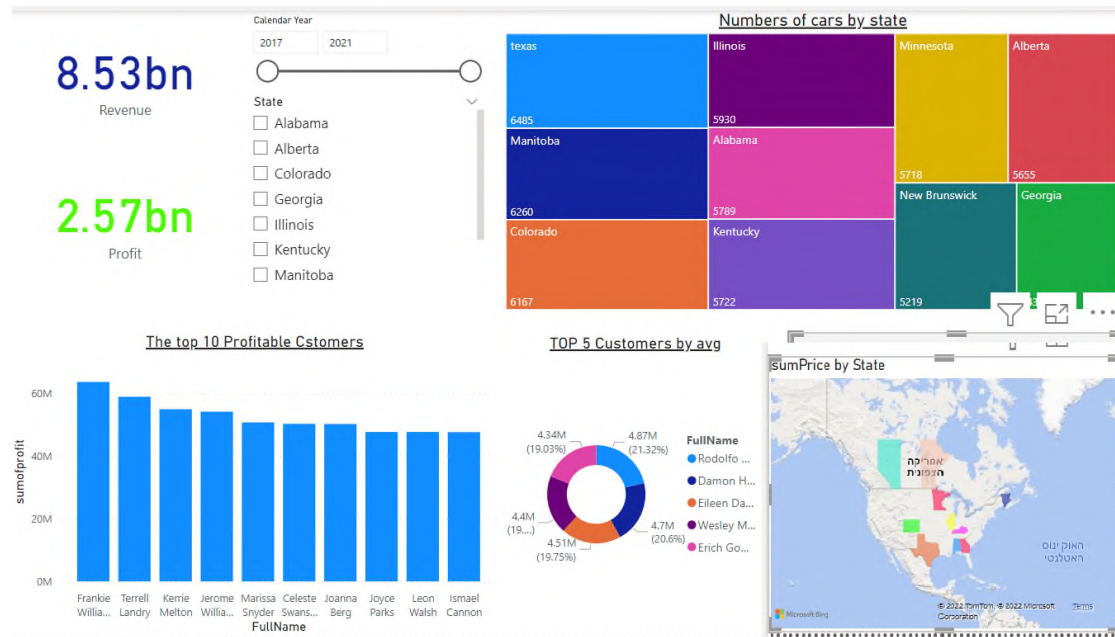 Calendar Year
2017
2021
8.53bn
Revenue
2.57bn
Profit
State
Alabama
Alberta
Colorado
Georgia
Illinois
Kentucky
Manitoba
Numbers of cars by state
texas
6485
Illinois
5930
Minnesota
5718
Alberta
5655
Manitoba
6260
Alabama
5789
Colorado
6167
Kentucky
5722
New Brunswick
5219
Georgia
The top 10 Profitable Cstomers
sumofprofit
60M
40M
20M
0M
Frankie Willia...
Terrell Landry
Kerrie Melton
Jerome Willia...
Marissa Snyder
Celeste Swans...
Joanna Berg
Joyce Parks
Leon Walsh
Ismael Cannon
FullName
TOP 5 Customers by avg
4.34M
(19.03%)
4.87M
(21.32%)
4.4M
(19....)
4.7M
(20.6%)
4.51M
(19.75%)
FullName
Rodolfo ...
Damon H...
Eileen Da...
Wesley M...
Erich Go...
sumPrice by State
אמריקה
הצפונית
האוק ינוס
האטלנטי
Microsoft Bing
© 2022 TomTom, © 2022 Microsoft
Corporation
Terms